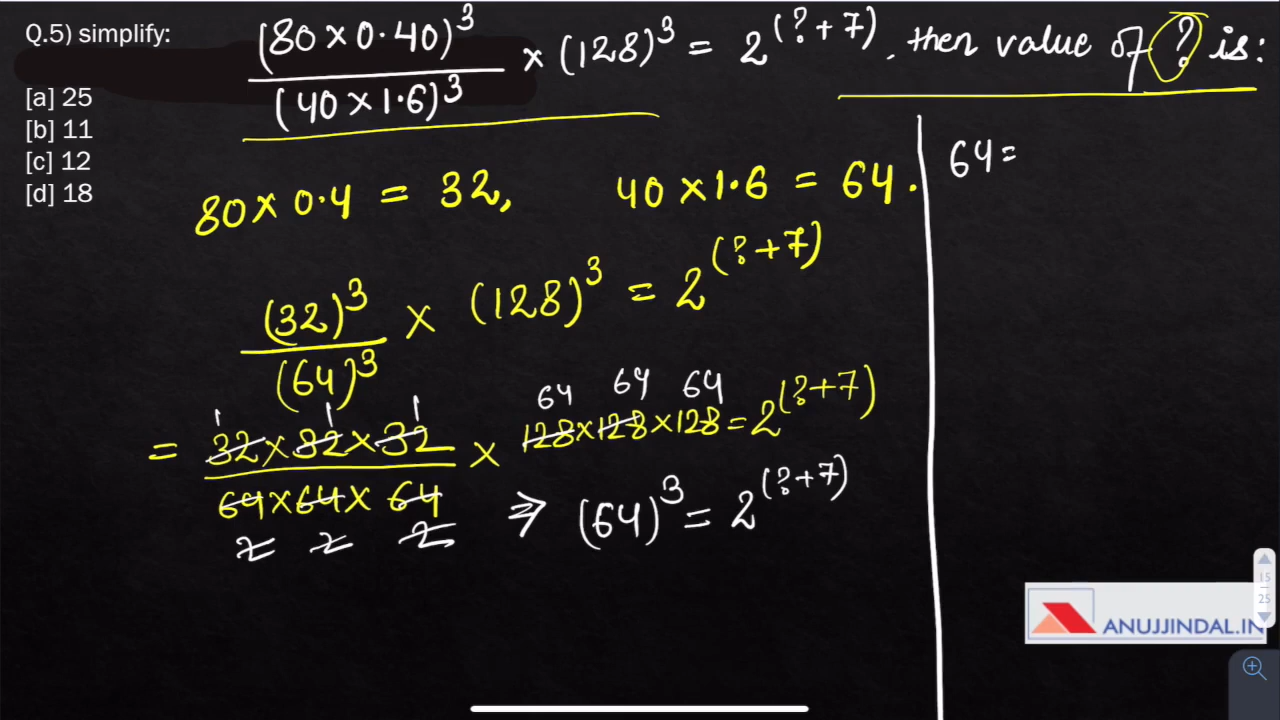 Q.5) simplify:
(80 × 0.40)³ / (40 × 1.6)³ × (128)³ = 2^(? + 7), then value of ? is:
[a] 25
[b] 11
[c] 12
[d] 18
80 × 0.4 = 32, 40 × 1.6 = 64.
(32)³ / (64)³ × (128)³ = 2^(? + 7)
1 1 1 64 64 64
= 32 × 32 × 32 / 64 × 64 × 64 × 128 × 128 × 128 = 2^(? + 7)
2 2 2
⇒ (64)³ = 2^(? + 7)
64 =
15
25
ANUJJINDAL.IN